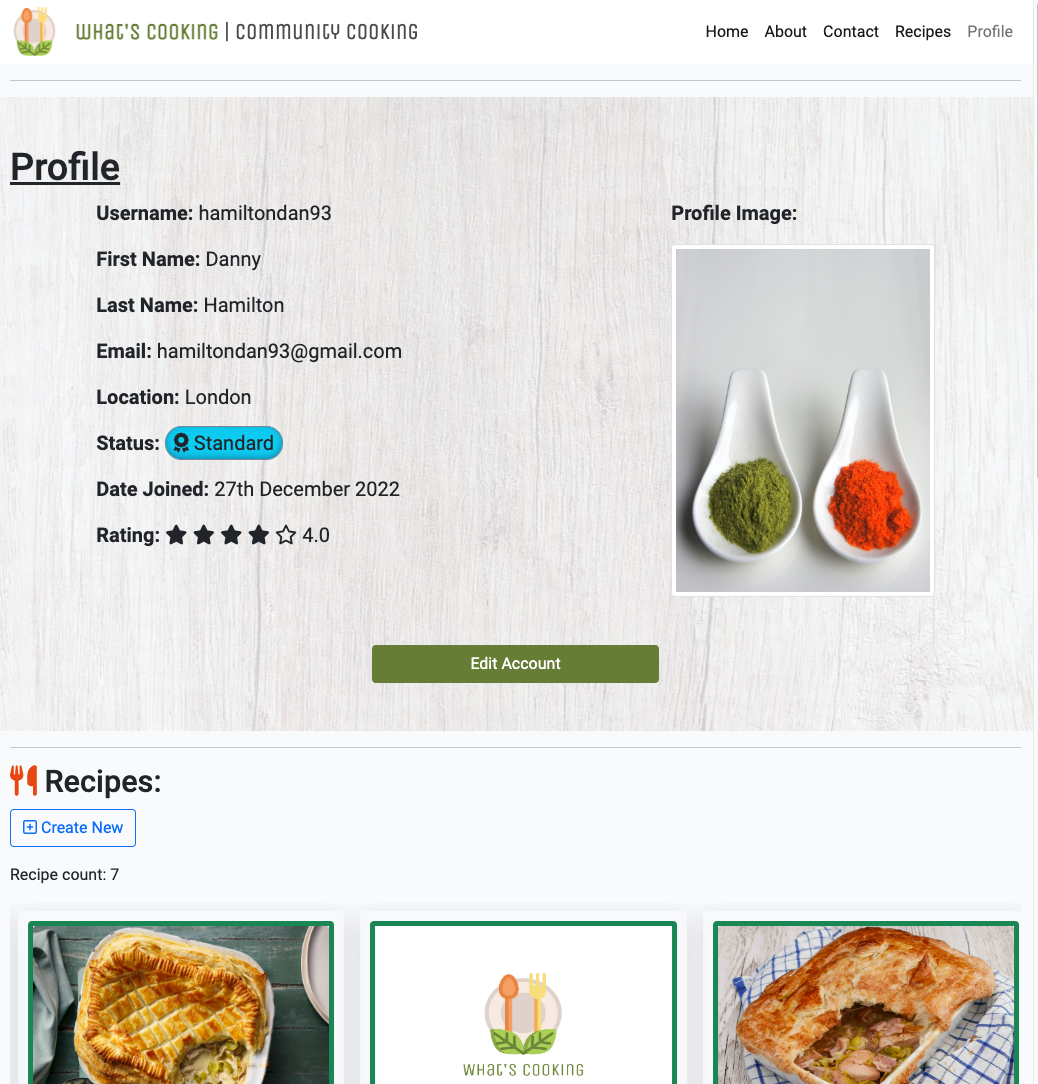 What's Cooking | Community Cooking
Home About Contact Recipes Profile
Profile
Username: hamiltondan93
Profile Image:
First Name: Danny
Last Name: Hamilton
Email: hamiltondan93@gmail.com
Location: London
Status: Standard
Date Joined: 27th December 2022
Rating: 4.0
Edit Account
Recipes:
Create New
Recipe count: 7
What's Cooking